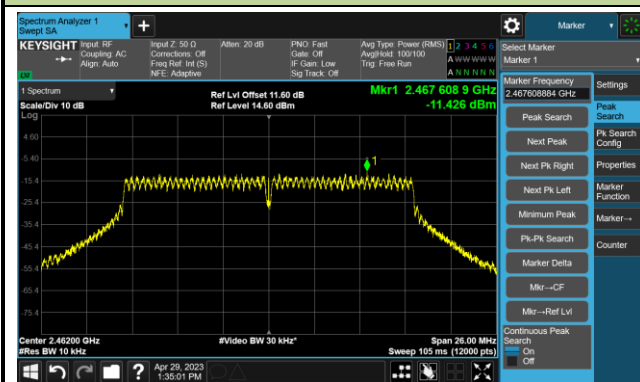 Spectrum Analyzer 1
Swept SA
+
Marker
KEYSIGHT
Input: RF
Coupling: AC
Align: Auto
Input Z: 50 Ω
Corrections: Off
Freq Ref: Int (S)
NFE: Adaptive
Atten: 20 dB
PNO: Fast
Gate: Off
IF Gain: Low
Sig Track: Off
Avg Type: Power (RMS)
Avg|Hold: 100/100
Trig: Free Run
1 2 3 4 5 6
A W W W W W
A N N N N N
Select Marker
Marker 1
1 Spectrum
Scale/Div 10 dB
Log
Ref Lvl Offset 11.60 dB
Ref Level 14.60 dBm
Mkr1 2.467 608 9 GHz
-11.426 dBm
4.60
-5.40
-15.4
-25.4
-35.4
-45.4
-55.4
-65.4
-75.4
1
Center 2.46200 GHz
#Res BW 10 kHz
#Video BW 30 kHz*
Span 26.00 MHz
Sweep 105 ms (12000 pts)
Marker Frequency
2.467608884 GHz
Peak Search
Next Peak
Next Pk Right
Next Pk Left
Minimum Peak
Pk-Pk Search
Marker Delta
Mkr→CF
Mkr→Ref Lvl
Continuous Peak
Search
On
Off
Settings
Peak
Search
Pk Search
Config
Properties
Marker
Function
Marker→
Counter
?
Apr 29, 2023
1:35:01 PM